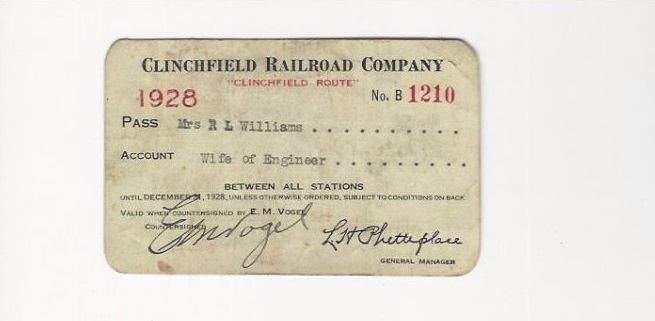 CLINCHFIELD RAILROAD COMPANY
"CLINCHFIELD ROUTE"
1928 No. B 1210
PASS Mrs R L Williams . . . . . . . . . . .
ACCOUNT Wife of Engineer . . . . . . . . .
BETWEEN ALL STATIONS
UNTIL DECEMBER 31, 1928, UNLESS OTHERWISE ORDERED, SUBJECT TO CONDITIONS ON BACK
VALID WHEN COUNTERSIGNED BY E. M. VOGEL
COUNTERSIGNED
EMVogel L H Phetteplace
GENERAL MANAGER